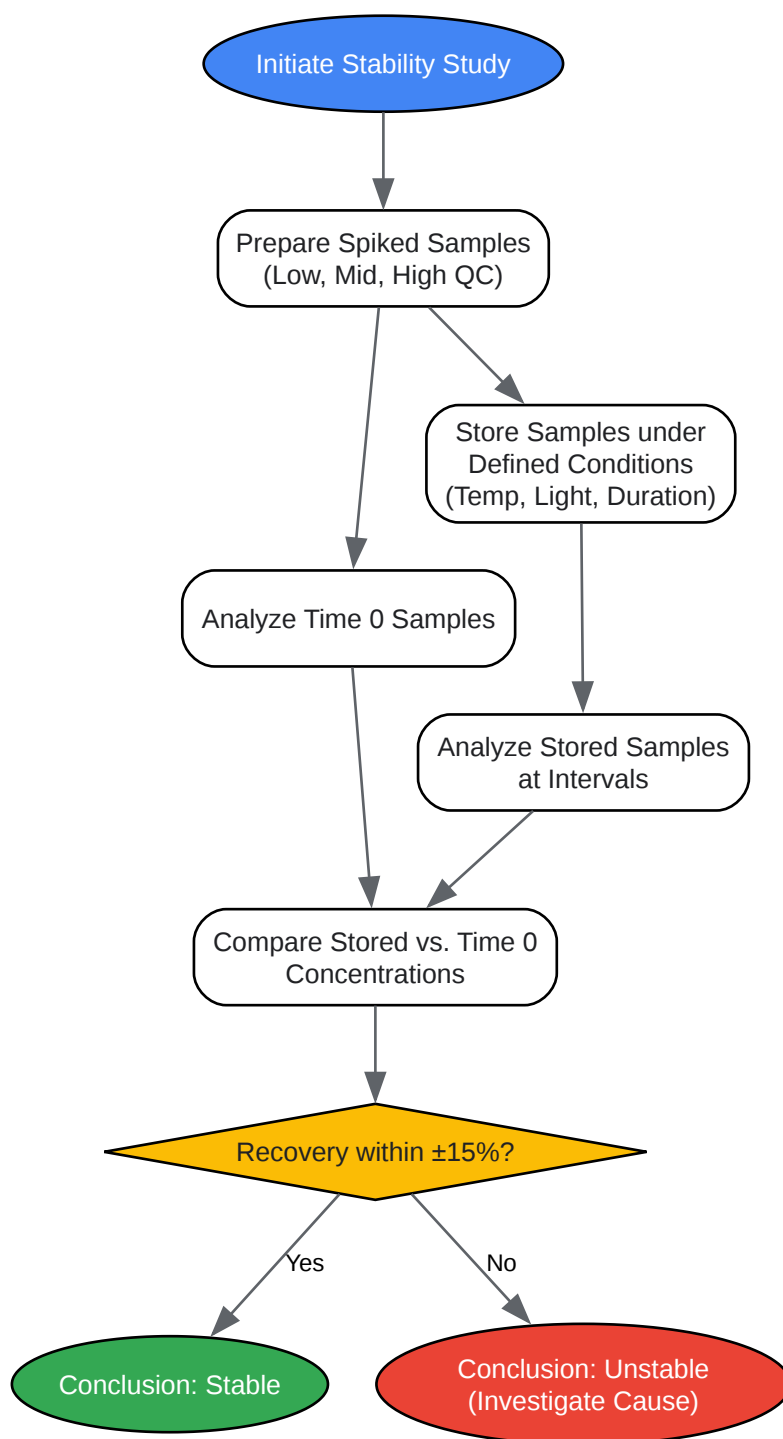 Initiate Stability Study
Prepare Spiked Samples
(Low, Mid, High QC)
Store Samples under
Defined Conditions
(Temp, Light, Duration)
Analyze Time 0 Samples
Analyze Stored Samples
at Intervals
Compare Stored vs. Time 0
Concentrations
Recovery within ±15%?
Yes
No
Conclusion: Stable
Conclusion: Unstable
(Investigate Cause)